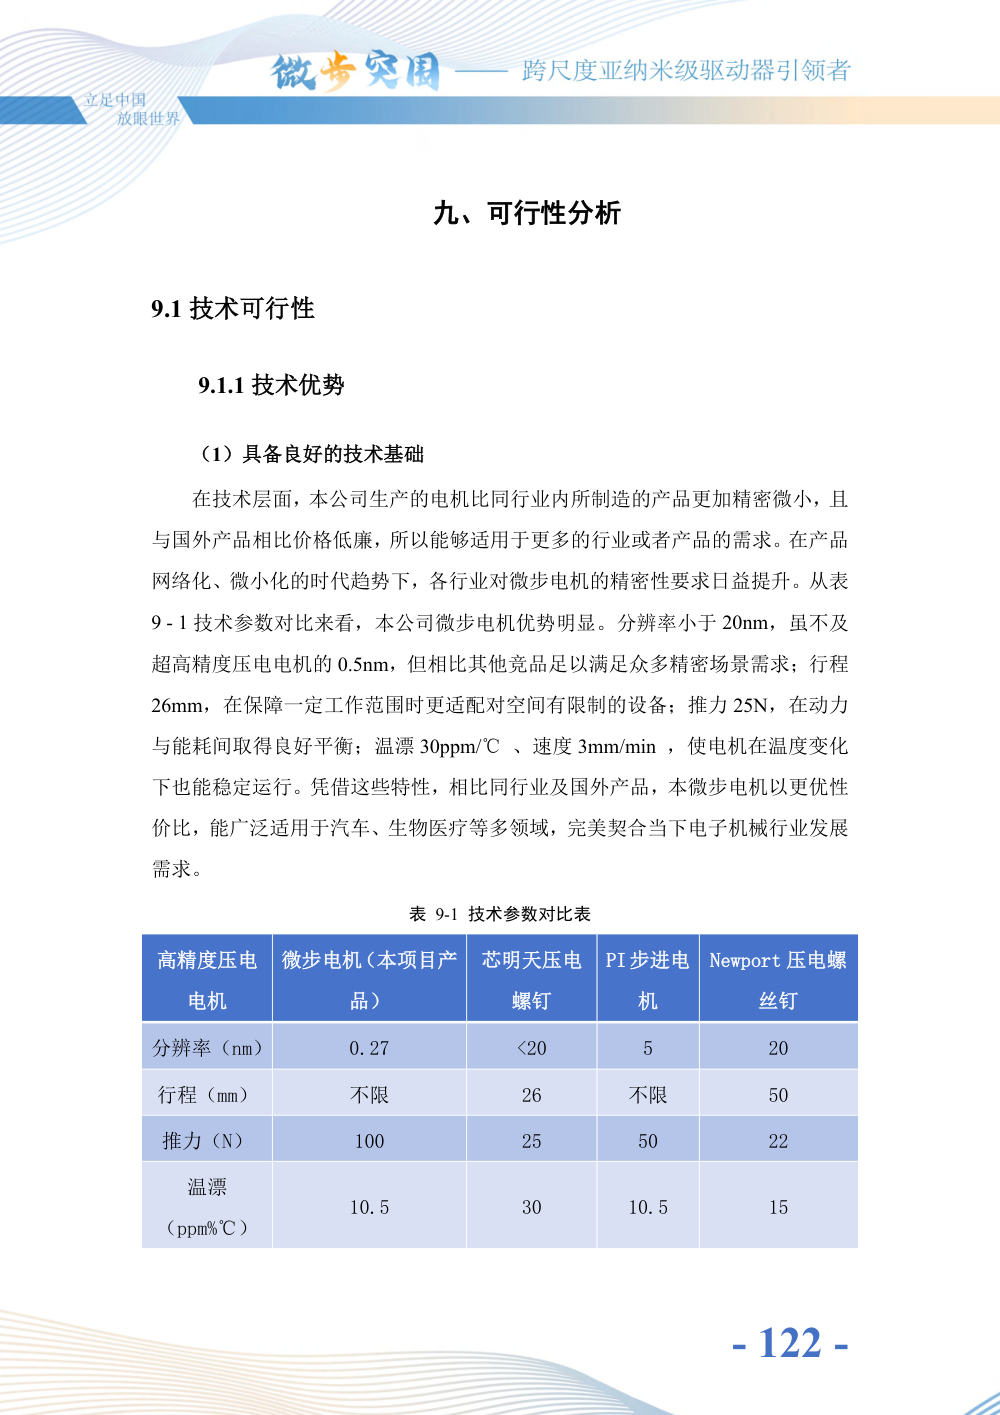 微步突围 —— 跨尺度亚纳米级驱动器引领者
立足中国
放眼世界
九、可行性分析
9.1 技术可行性
9.1.1 技术优势
（1）具备良好的技术基础
在技术层面，本公司生产的电机比同行业内所制造的产品更加精密微小，且
与国外产品相比价格低廉，所以能够适用于更多的行业或者产品的需求。在产品
网络化、微小化的时代趋势下，各行业对微步电机的精密性要求日益提升。从表
9 - 1 技术参数对比来看，本公司微步电机优势明显。分辨率小于 20nm，虽不及
超高精度压电电机的 0.5nm，但相比其他竞品足以满足众多精密场景需求；行程
26mm，在保障一定工作范围时更适配对空间有限制的设备；推力 25N，在动力
与能耗间取得良好平衡；温漂 30ppm/℃ 、速度 3mm/min ，使电机在温度变化
下也能稳定运行。凭借这些特性，相比同行业及国外产品，本微步电机以更优性
价比，能广泛适用于汽车、生物医疗等多领域，完美契合当下电子机械行业发展
需求。
表 9-1 技术参数对比表
高精度压电 微步电机（本项目产 芯明天压电 PI 步进电 Newport 压电螺
电机 品） 螺钉 机 丝钉
分辨率（nm） 0.27 <20 5 20
行程（mm） 不限 26 不限 50
推力（N） 100 25 50 22
温漂
（ppm%℃） 10.5 30 10.5 15
- 122 -